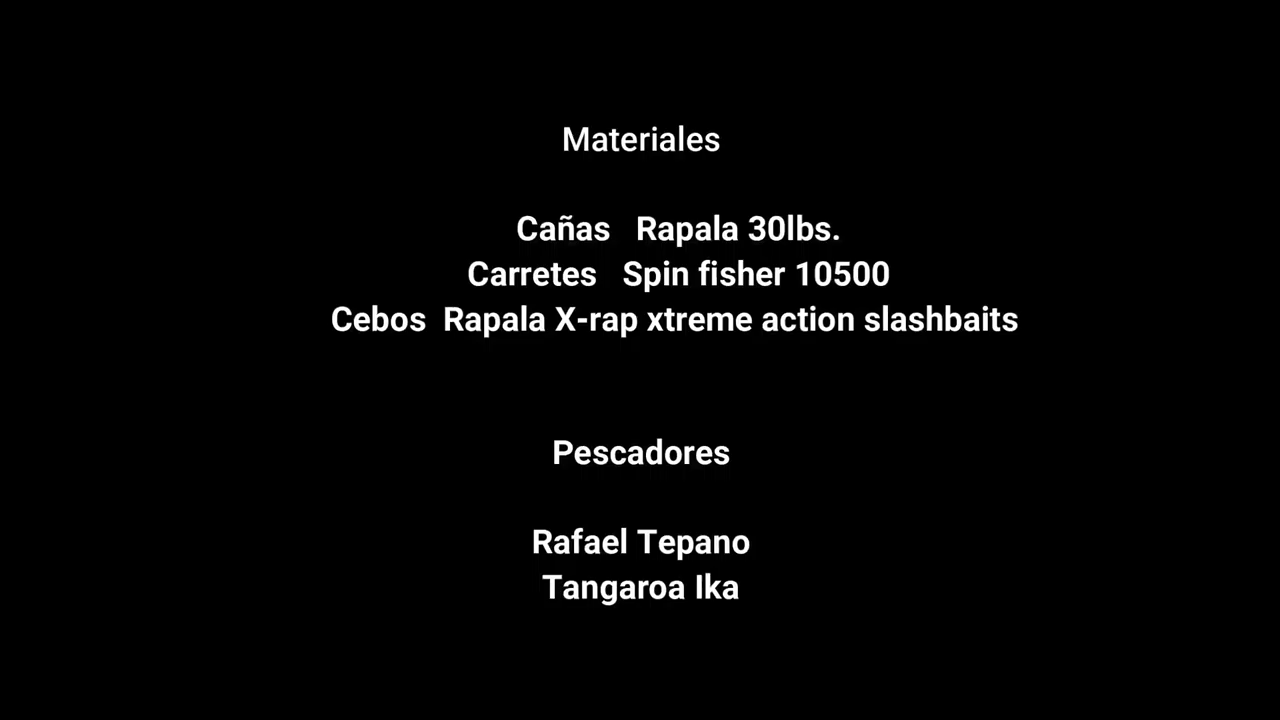 Materiales
Cañas Rapala 30lbs.
Carretes Spin fisher 10500
Cebos Rapala X-rap xtreme action slashbaits
Pescadores
Rafael Tepano
Tangaroa Ika